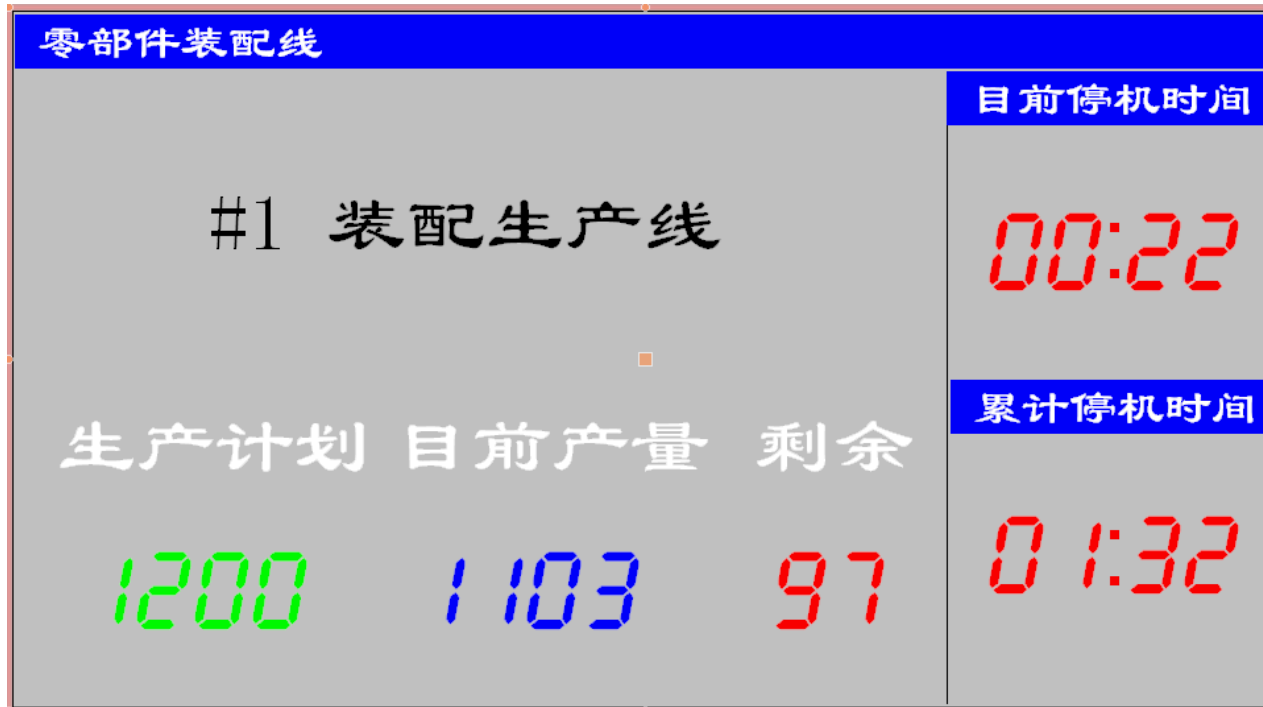 零部件装配线
目前停机时间
#1 装配生产线
00:22
累计停机时间
生产计划 目前产量 剩余
01:32
1200 1103 97